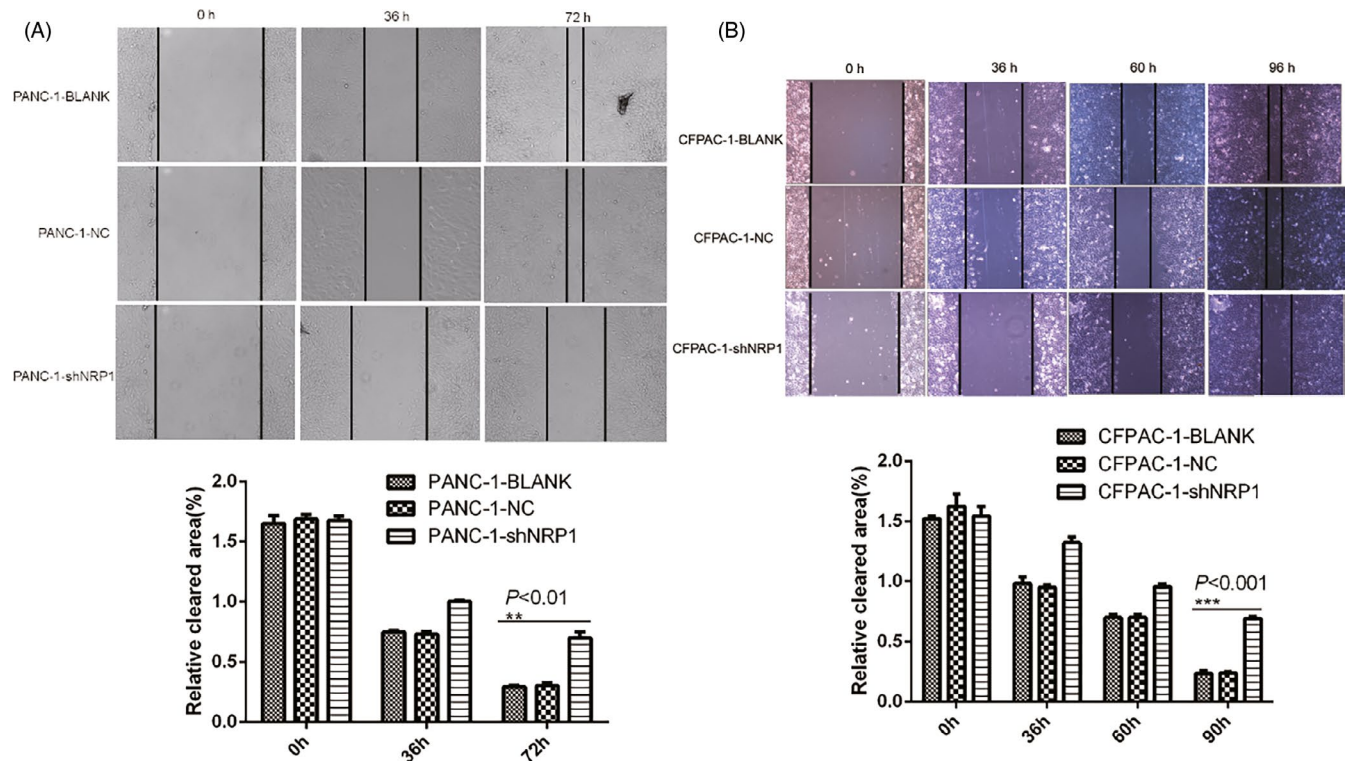 (A)
0 h 36 h 72 h
PANC-1-BLANK
PANC-1-NC
PANC-1-shNRP1
2.0
1.5
1.0
0.5
0.0
Relative cleared area(%)
PANC-1-BLANK
PANC-1-NC
PANC-1-shNRP1
P<0.01
**
0h 36h 72h
(B)
0 h 36 h 60 h 96 h
CFPAC-1-BLANK
CFPAC-1-NC
CFPAC-1-shNRP1
2.0
1.5
1.0
0.5
0.0
Relative cleared area(%)
CFPAC-1-BLANK
CFPAC-1-NC
CFPAC-1-shNRP1
P<0.001
***
0h 36h 60h 90h